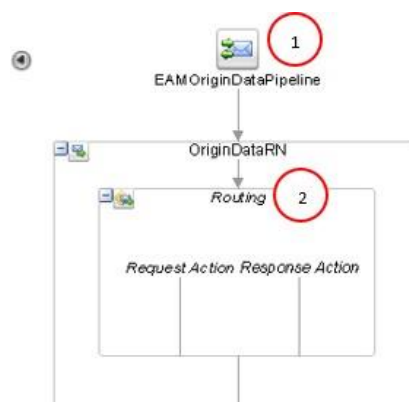 1
EAMOriginDataPipeline
OriginDataRN
Routing 2
Request Action Response Action